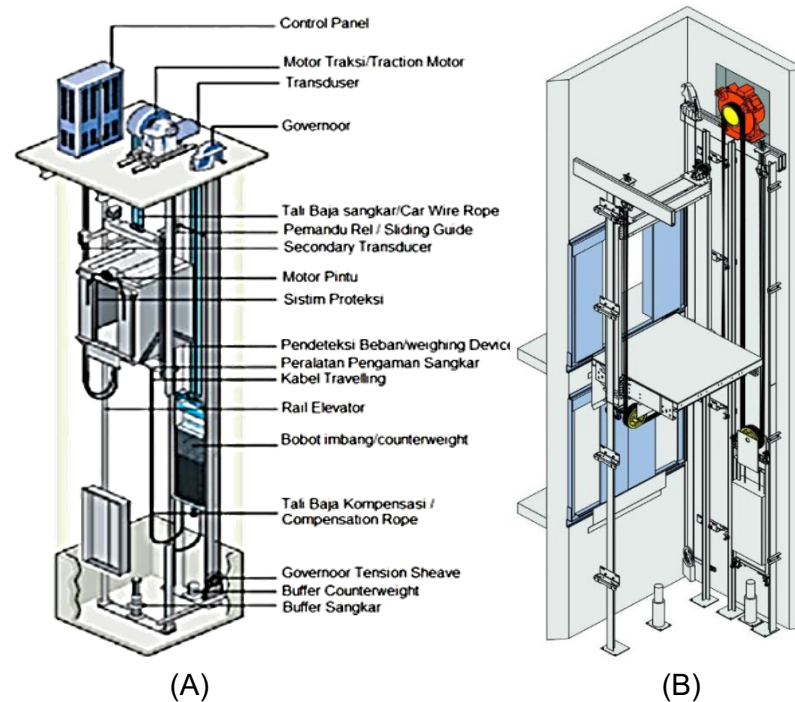 Control Panel
Motor Traksi/Traction Motor
Transduser
Governoor
Tali Baja sangkar/Car Wire Rope
Pemandu Rel / Sliding Guide
Secondary Transducer
Motor Pintu
Sistim Proteksi
Pendeteksi Beban/weighing Device
Peralatan Pengaman Sangkar
Kabel Travelling
Rail Elevator
Bobot imbang/counterweight
Tali Baja Kompensasi /
Compensation Rope
Governoor Tension Sheave
Buffer Counterweight
Buffer Sangkar
(A)
(B)